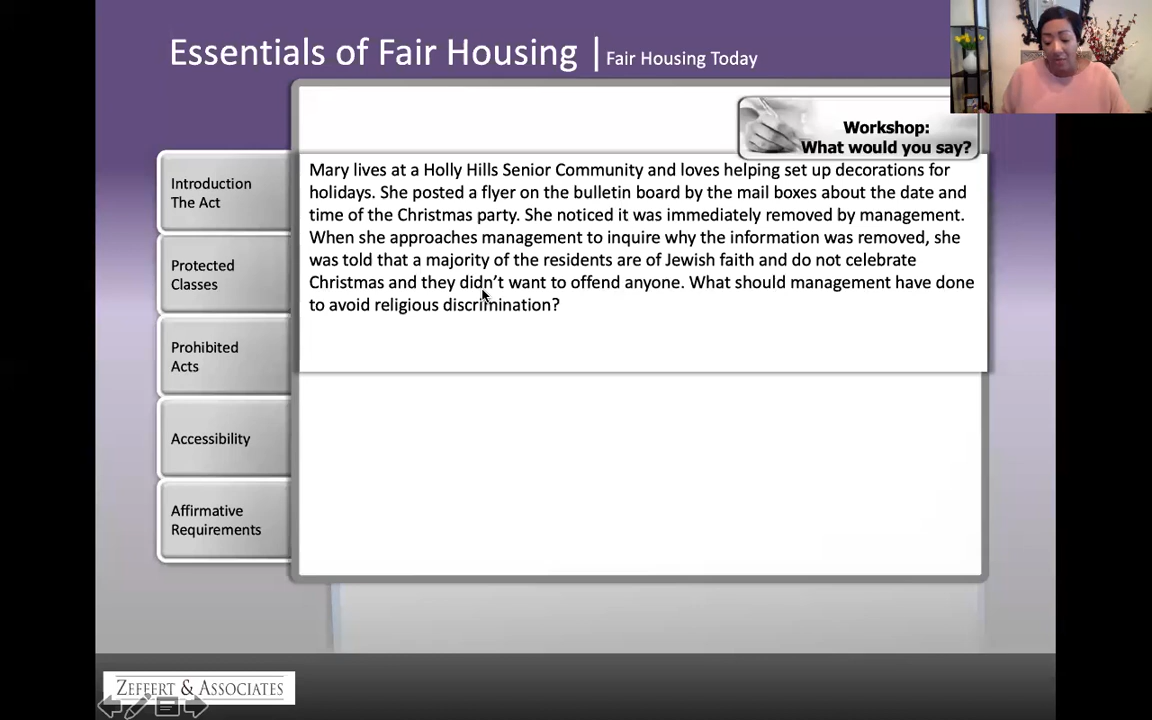 Essentials of Fair Housing | Fair Housing Today
Workshop:
What would you say?
Introduction
The Act
Protected
Classes
Prohibited
Acts
Accessibility
Affirmative
Requirements
Mary lives at a Holly Hills Senior Community and loves helping set up decorations for
holidays. She posted a flyer on the bulletin board by the mail boxes about the date and
time of the Christmas party. She noticed it was immediately removed by management.
When she approaches management to inquire why the information was removed, she
was told that a majority of the residents are of Jewish faith and do not celebrate
Christmas and they didn’t want to offend anyone. What should management have done
to avoid religious discrimination?
ZEFFERT & ASSOCIATES